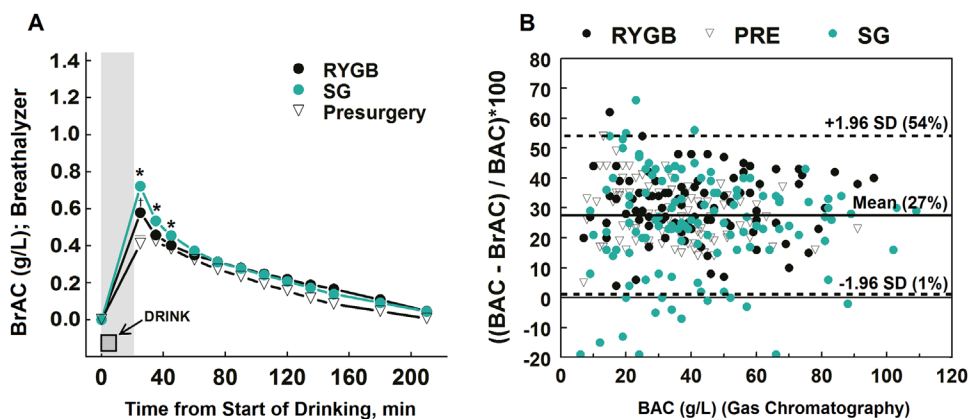 A
BrAC (g/L); Breathalyzer
1.4
1.2
1.0
0.8
0.6
0.4
0.2
0.0
RYGB
SG
Presurgery
*
†
*
*
DRINK
0 40 80 120 160 200
Time from Start of Drinking, min
B
RYGB PRE SG
((BAC - BrAC) / BAC)*100
80
70
60
50
40
30
20
10
0
-10
-20
+1.96 SD (54%)
Mean (27%)
-1.96 SD (1%)
0 20 40 60 80 100 120
BAC (g/L) (Gas Chromatography)